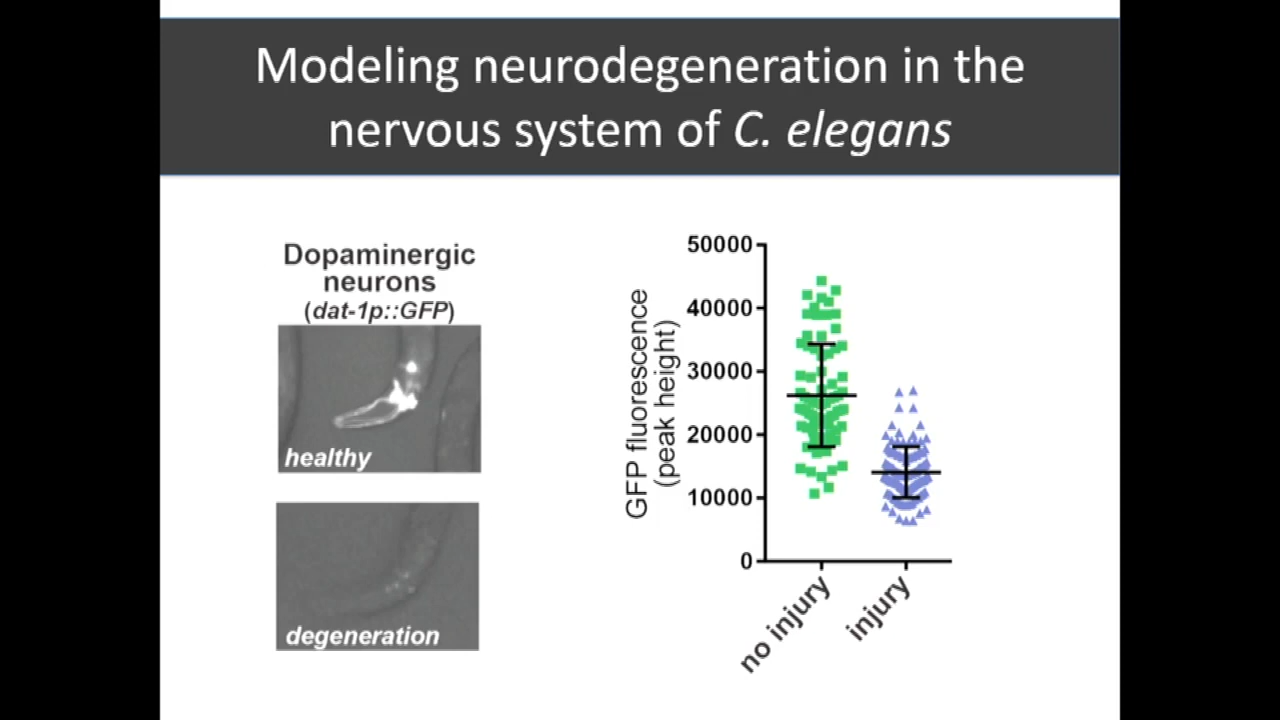 Modeling neurodegeneration in the
nervous system of C. elegans
Dopaminergic
neurons
(dat-1p::GFP)
healthy
degeneration
GFP fluorescence
(peak height)
50000
40000
30000
20000
10000
0
no injury
injury